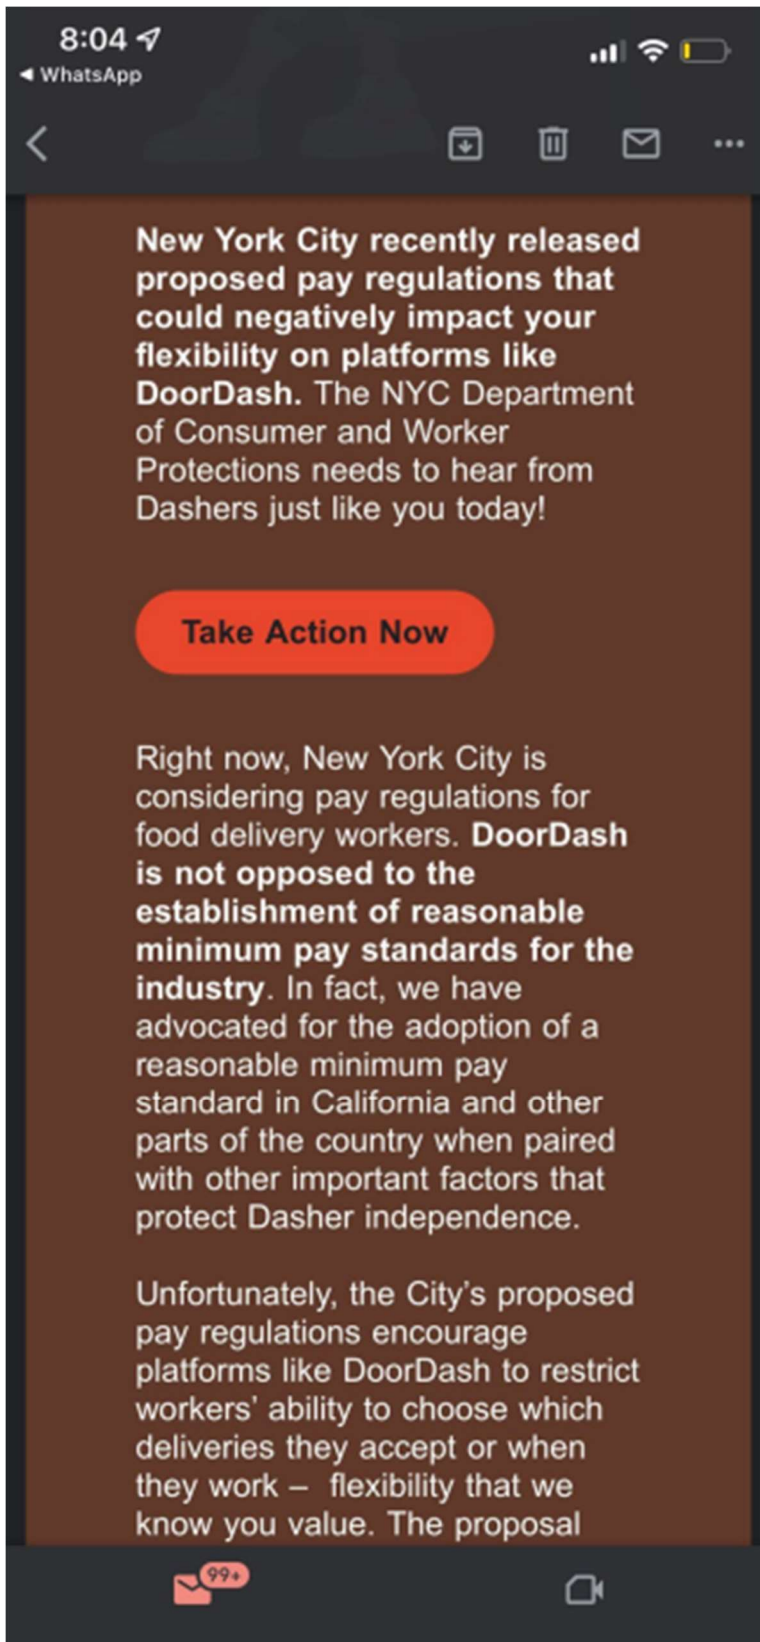 8:04
◀ WhatsApp
New York City recently released
proposed pay regulations that
could negatively impact your
flexibility on platforms like
DoorDash. The NYC Department
of Consumer and Worker
Protections needs to hear from
Dashers just like you today!
Take Action Now
Right now, New York City is
considering pay regulations for
food delivery workers. DoorDash
is not opposed to the
establishment of reasonable
minimum pay standards for the
industry. In fact, we have
advocated for the adoption of a
reasonable minimum pay
standard in California and other
parts of the country when paired
with other important factors that
protect Dasher independence.
Unfortunately, the City’s proposed
pay regulations encourage
platforms like DoorDash to restrict
workers’ ability to choose which
deliveries they accept or when
they work –  flexibility that we
know you value. The proposal
99+